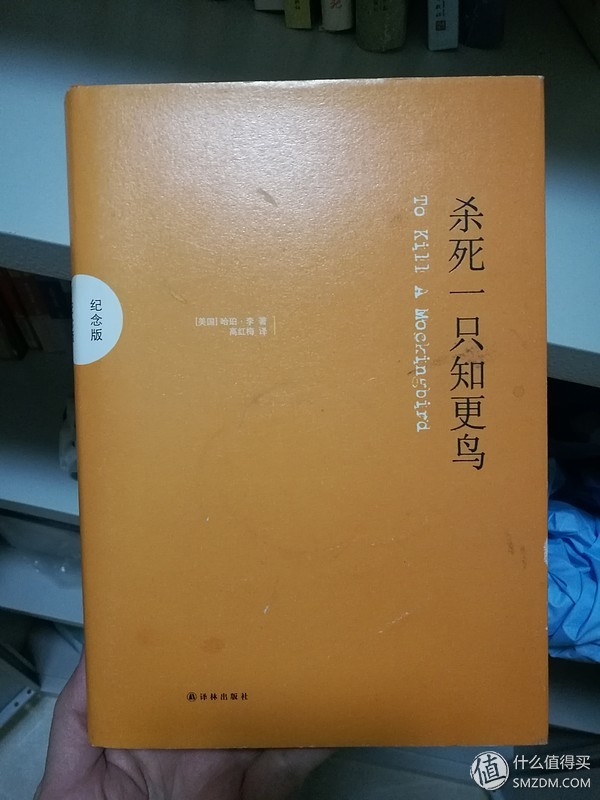 杀死一只知更鸟
To Kill A Mockingbird
[美国] 哈珀·李 著
高红梅 译
纪念版
译林出版社
值 什么值得买
SMZDM.COM